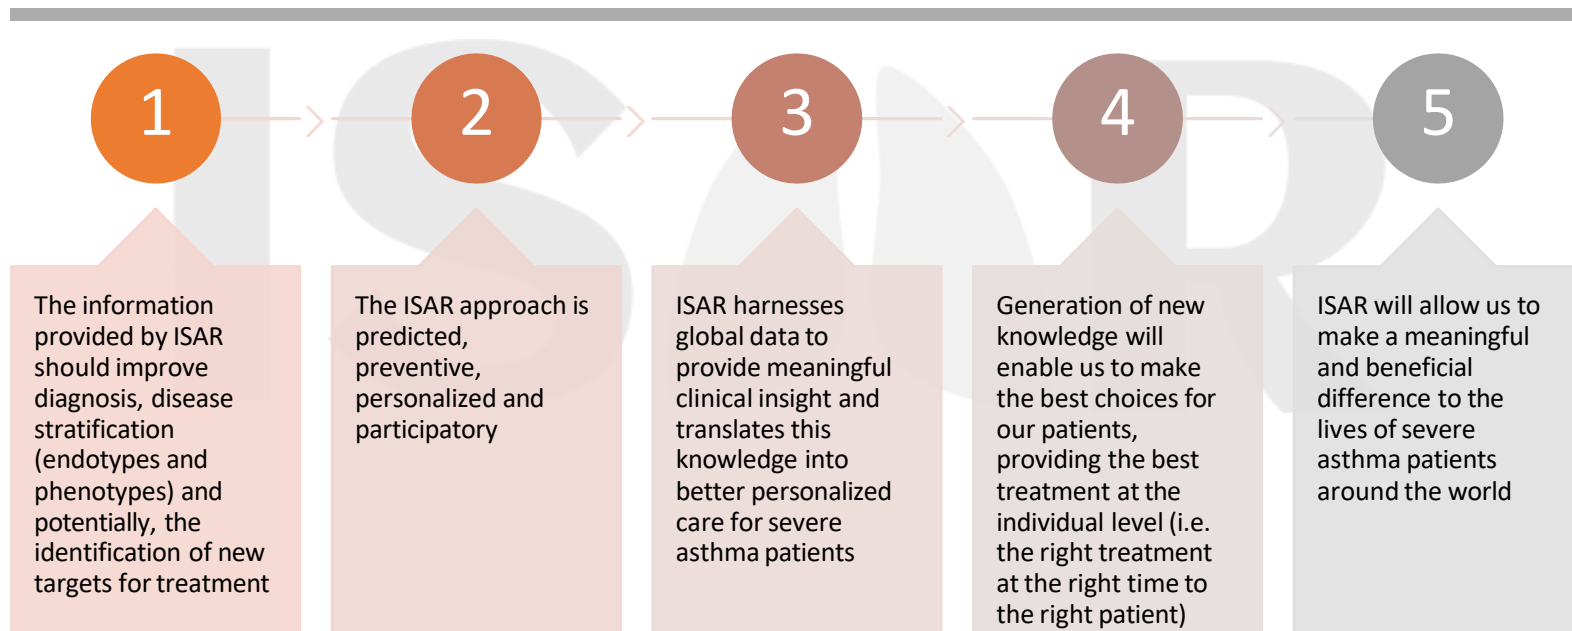 ISAR
1
2
3
4
5
The information
provided by ISAR
should improve
diagnosis, disease
stratification
(endotypes and
phenotypes) and
potentially, the
identification of new
targets for treatment
The ISAR approach is
predicted,
preventive,
personalized and
participatory
ISAR harnesses
global data to
provide meaningful
clinical insight and
translates this
knowledge into
better personalized
care for severe
asthma patients
Generation of new
knowledge will
enable us to make
the best choices for
our patients,
providing the best
treatment at the
individual level (i.e.
the right treatment
at the right time to
the right patient)
ISAR will allow us to
make a meaningful
and beneficial
difference to the
lives of severe
asthma patients
around the world